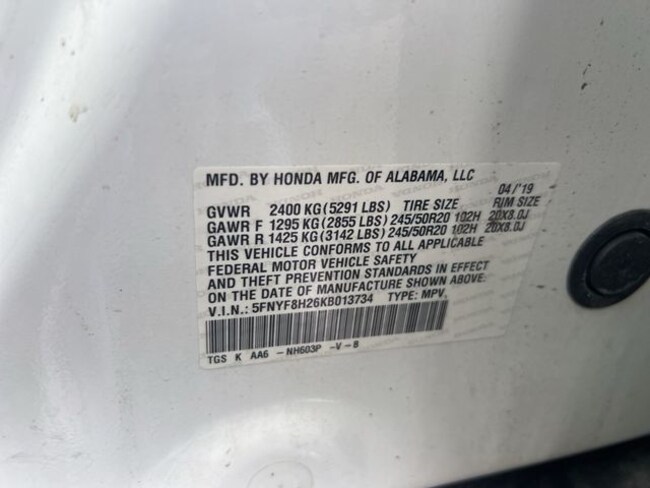 MFD. BY HONDA MFG. OF ALABAMA, LLC
04/'19
GVWR 2400 KG(5291 LBS) TIRE SIZE RIM SIZE
GAWR F 1295 KG(2855 LBS) 245/50R20 102H 20X8.0J
GAWR R 1425 KG(3142 LBS) 245/50R20 102H 20X8.0J
THIS VEHICLE CONFORMS TO ALL APPLICABLE
FEDERAL MOTOR VEHICLE SAFETY
AND THEFT PREVENTION STANDARDS IN EFFECT
ON THE DATE OF MANUFACTURE SHOWN ABOVE.
V.I.N.: 5FNYF8H26KB013734 TYPE: MPV.
TGS K AA6 -NH603P -V-8